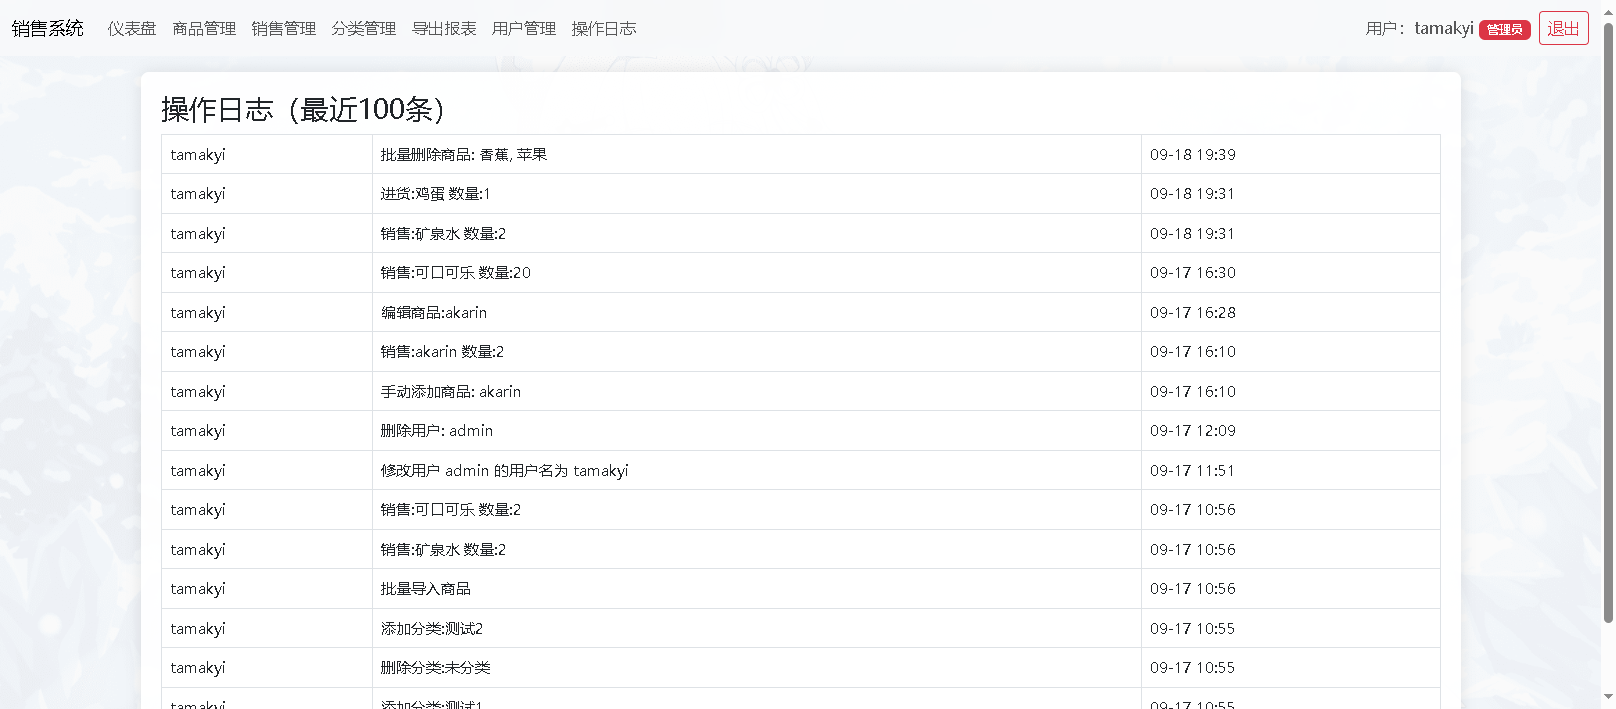 销售系统 仪表盘 商品管理 销售管理 分类管理 导出报表 用户管理 操作日志 用户：tamakyi 管理员 退出
操作日志（最近100条）
tamakyi 批量删除商品: 香蕉, 苹果 09-18 19:39
tamakyi 进货:鸡蛋 数量:1 09-18 19:31
tamakyi 销售:矿泉水 数量:2 09-18 19:31
tamakyi 销售:可口可乐 数量:20 09-17 16:30
tamakyi 编辑商品:akarin 09-17 16:28
tamakyi 销售:akarin 数量:2 09-17 16:10
tamakyi 手动添加商品: akarin 09-17 16:10
tamakyi 删除用户: admin 09-17 12:09
tamakyi 修改用户 admin 的用户名为 tamakyi 09-17 11:51
tamakyi 销售:可口可乐 数量:2 09-17 10:56
tamakyi 销售:矿泉水 数量:2 09-17 10:56
tamakyi 批量导入商品 09-17 10:56
tamakyi 添加分类:测试2 09-17 10:55
tamakyi 删除分类:未分类 09-17 10:55
tamakyi 添加分类:测试1 09-17 10:55